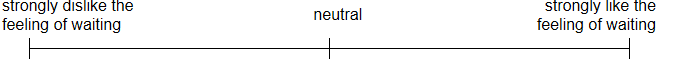 strongly dislike the
feeling of waiting
neutral
strongly like the
feeling of waiting